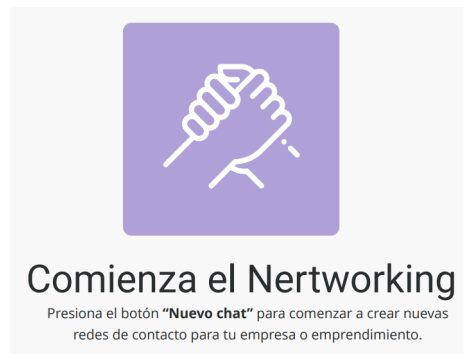 Comienza el Nertworking
Presiona el botón “Nuevo chat” para comenzar a crear nuevas
redes de contacto para tu empresa o emprendimiento.